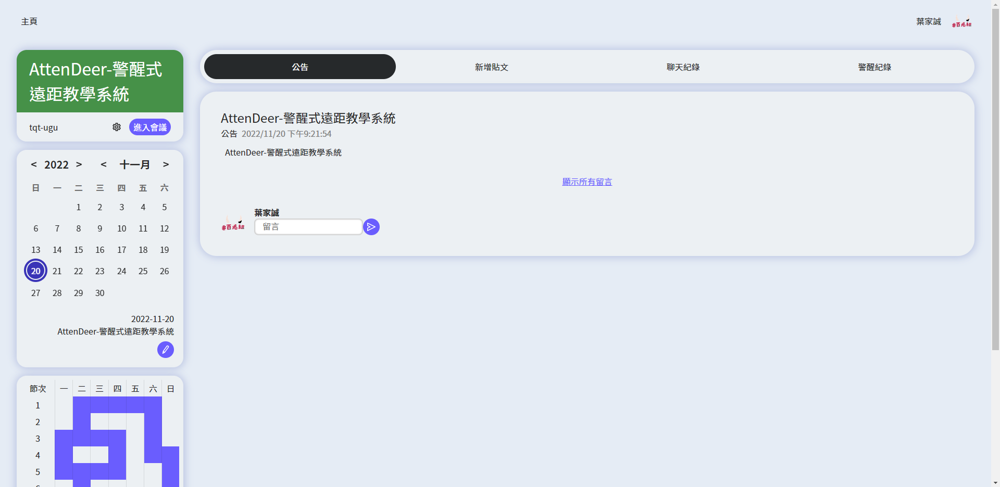 主頁
葉家誠
#百鬼組
AttenDeer-警醒式
遠距教學系統
tqt-ugu
進入會議
< 2022 > < 十一月 >
日 一 二 三 四 五 六
1 2 3 4 5
6 7 8 9 10 11 12
13 14 15 16 17 18 19
20 21 22 23 24 25 26
27 28 29 30
2022-11-20
AttenDeer-警醒式遠距教學系統
節次 一 二 三 四 五 六 日
1
2
3
4
5
公告 新增貼文 聊天紀錄 警醒紀錄
AttenDeer-警醒式遠距教學系統
公告 2022/11/20 下午9:21:54
AttenDeer-警醒式遠距教學系統
顯示所有留言
#百鬼組
葉家誠
留言